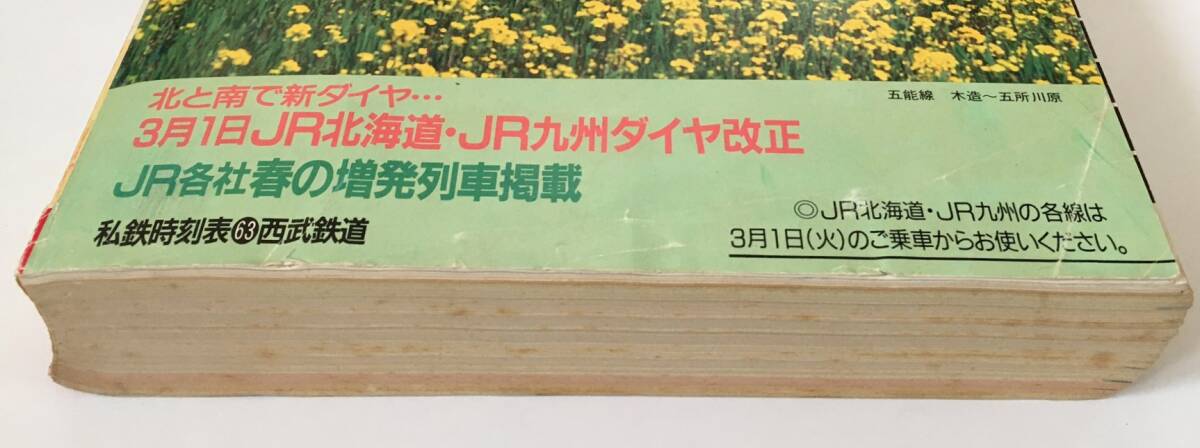 五能線 木造~五所川原
北と南で新ダイヤ…
3月1日JR北海道・JR九州ダイヤ改正
JR各社春の増発列車掲載
私鉄時刻表63西武鉄道
◎JR北海道・JR九州の各線は
3月1日(火)のご乗車からお使いください。